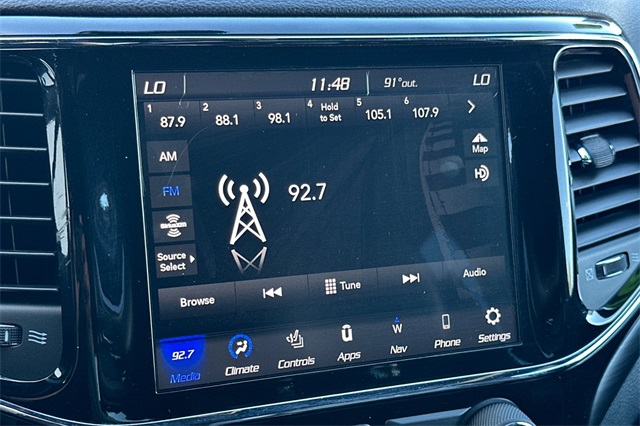 LO 11:48 91°out. LO
1 87.9 2 88.1 3 98.1 4 Hold to Set 5 105.1 6 107.9
AM
Map
FM
92.7
HD
SiriusXM
Source Select
Browse Tune Audio
92.7 W
Media Climate Controls Apps Nav Phone Settings